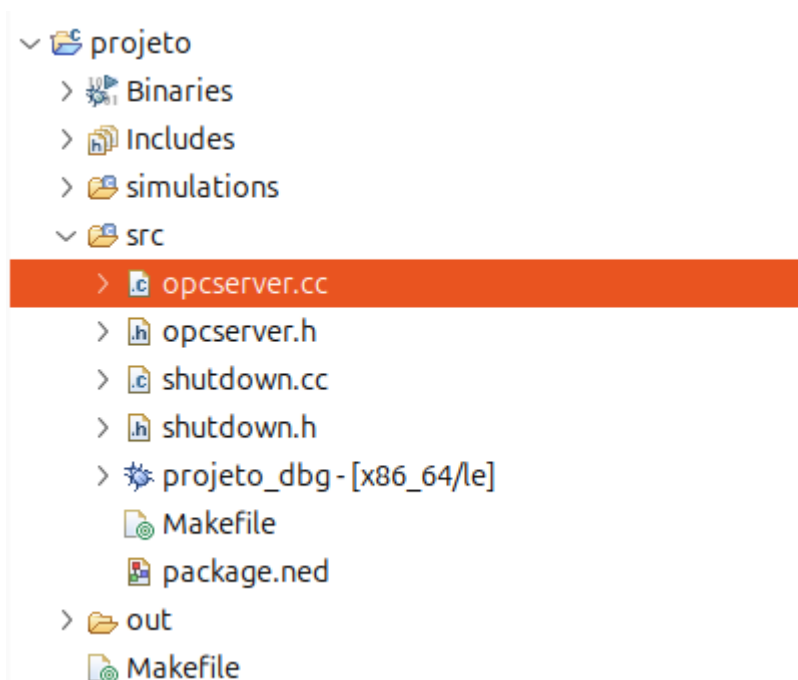 projeto
Binaries
Includes
simulations
src
opcserver.cc
opcserver.h
shutdown.cc
shutdown.h
projeto_dbg - [x86_64/le]
Makefile
package.ned
out
Makefile